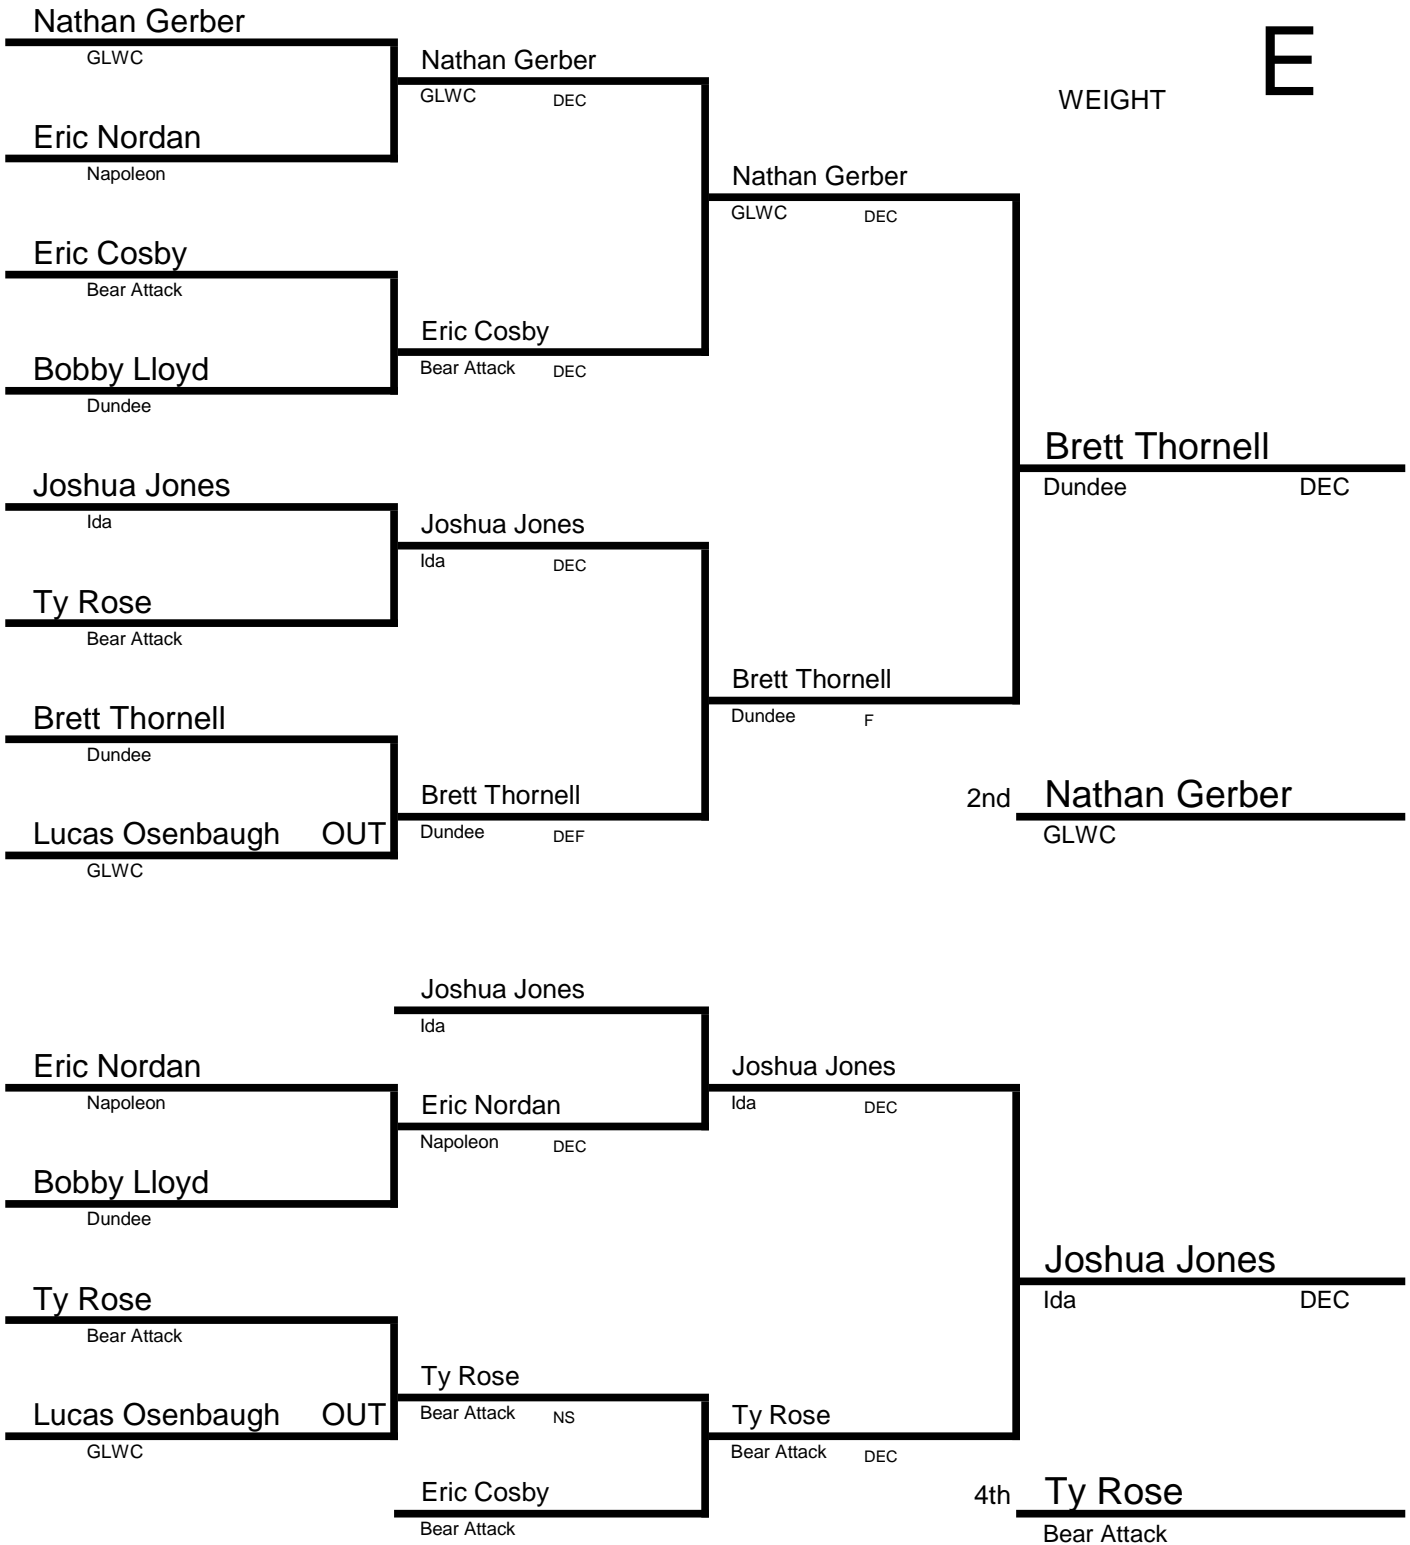 Nathan Gerber
GLWC
Nathan Gerber
GLWC DEC
E
WEIGHT
Eric Nordan
Napoleon
Nathan Gerber
GLWC DEC
Eric Cosby
Bear Attack
Eric Cosby
Bear Attack DEC
Bobby Lloyd
Dundee
Brett Thornell
Dundee DEC
Joshua Jones
Ida
Joshua Jones
Ida DEC
Ty Rose
Bear Attack
Brett Thornell
Dundee F
Brett Thornell
Dundee
Brett Thornell
Dundee DEF
2nd Nathan Gerber
GLWC
Lucas Osenbaugh OUT
GLWC
Joshua Jones
Ida
Eric Nordan
Napoleon
Joshua Jones
Ida DEC
Eric Nordan
Napoleon DEC
Bobby Lloyd
Dundee
Joshua Jones
Ida DEC
Ty Rose
Bear Attack
Ty Rose
Bear Attack NS
Lucas Osenbaugh OUT
GLWC
Ty Rose
Bear Attack DEC
Eric Cosby
Bear Attack
4th Ty Rose
Bear Attack